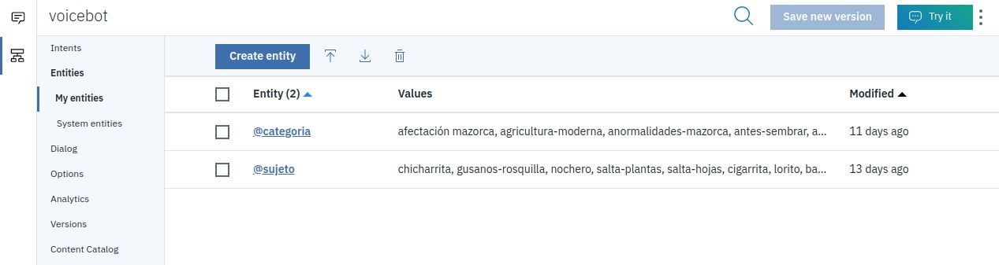 voicebot
Save new version
Try it
Intents
Entities
My entities
System entities
Dialog
Options
Analytics
Versions
Content Catalog
Create entity
Entity (2) Values Modified
@categoria afectación mazorca, agricultura-moderna, anormalidades-mazorca, antes-sembrar, a... 11 days ago
@sujeto chicharrita, gusanos-rosquilla, nochero, salta-plantas, salta-hojas, cigarrita, lorito, ba... 13 days ago